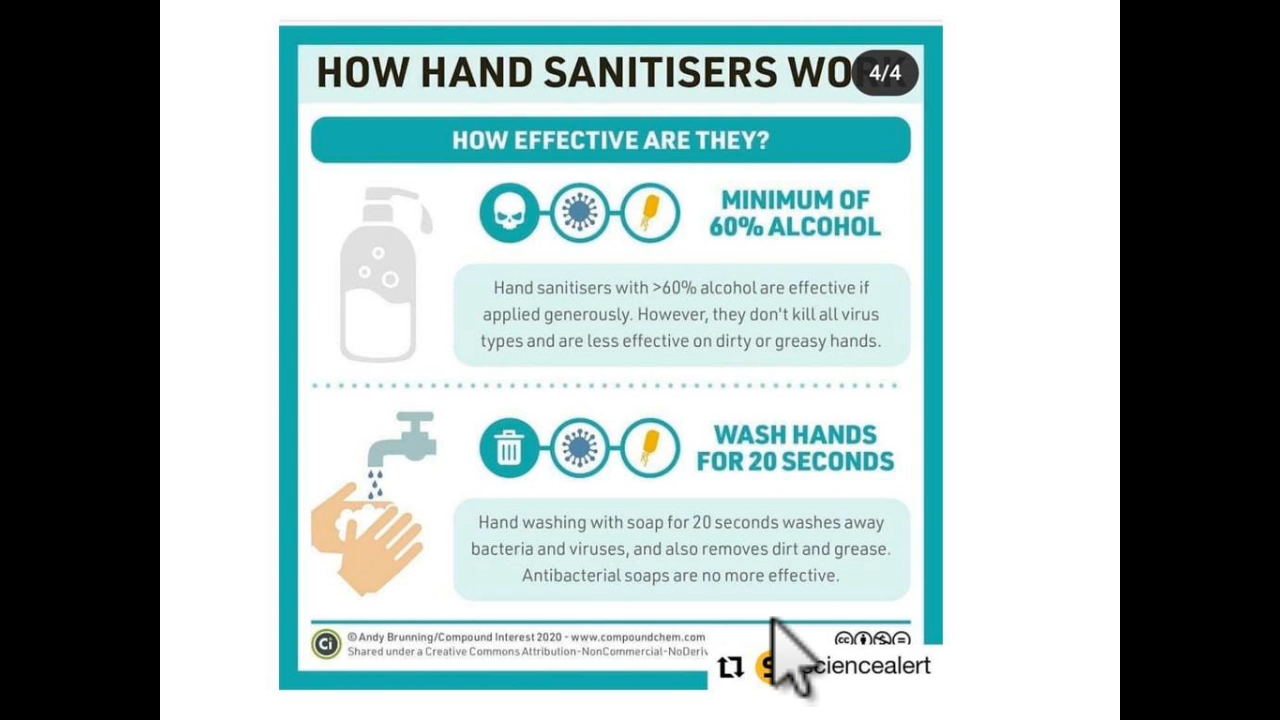 HOW HAND SANITISERS WO
4/4
HOW EFFECTIVE ARE THEY?
MINIMUM OF
60% ALCOHOL
Hand sanitisers with >60% alcohol are effective if
applied generously. However, they don't kill all virus
types and are less effective on dirty or greasy hands.
WASH HANDS
FOR 20 SECONDS
Hand washing with soap for 20 seconds washes away
bacteria and viruses, and also removes dirt and grease.
Antibacterial soaps are no more effective.
Ci
© Andy Brunning/Compound Interest 2020 - www.compoundchem.com
Shared under a Creative Commons Attribution-NonCommercial-NoDeriv
cc
sciencealert